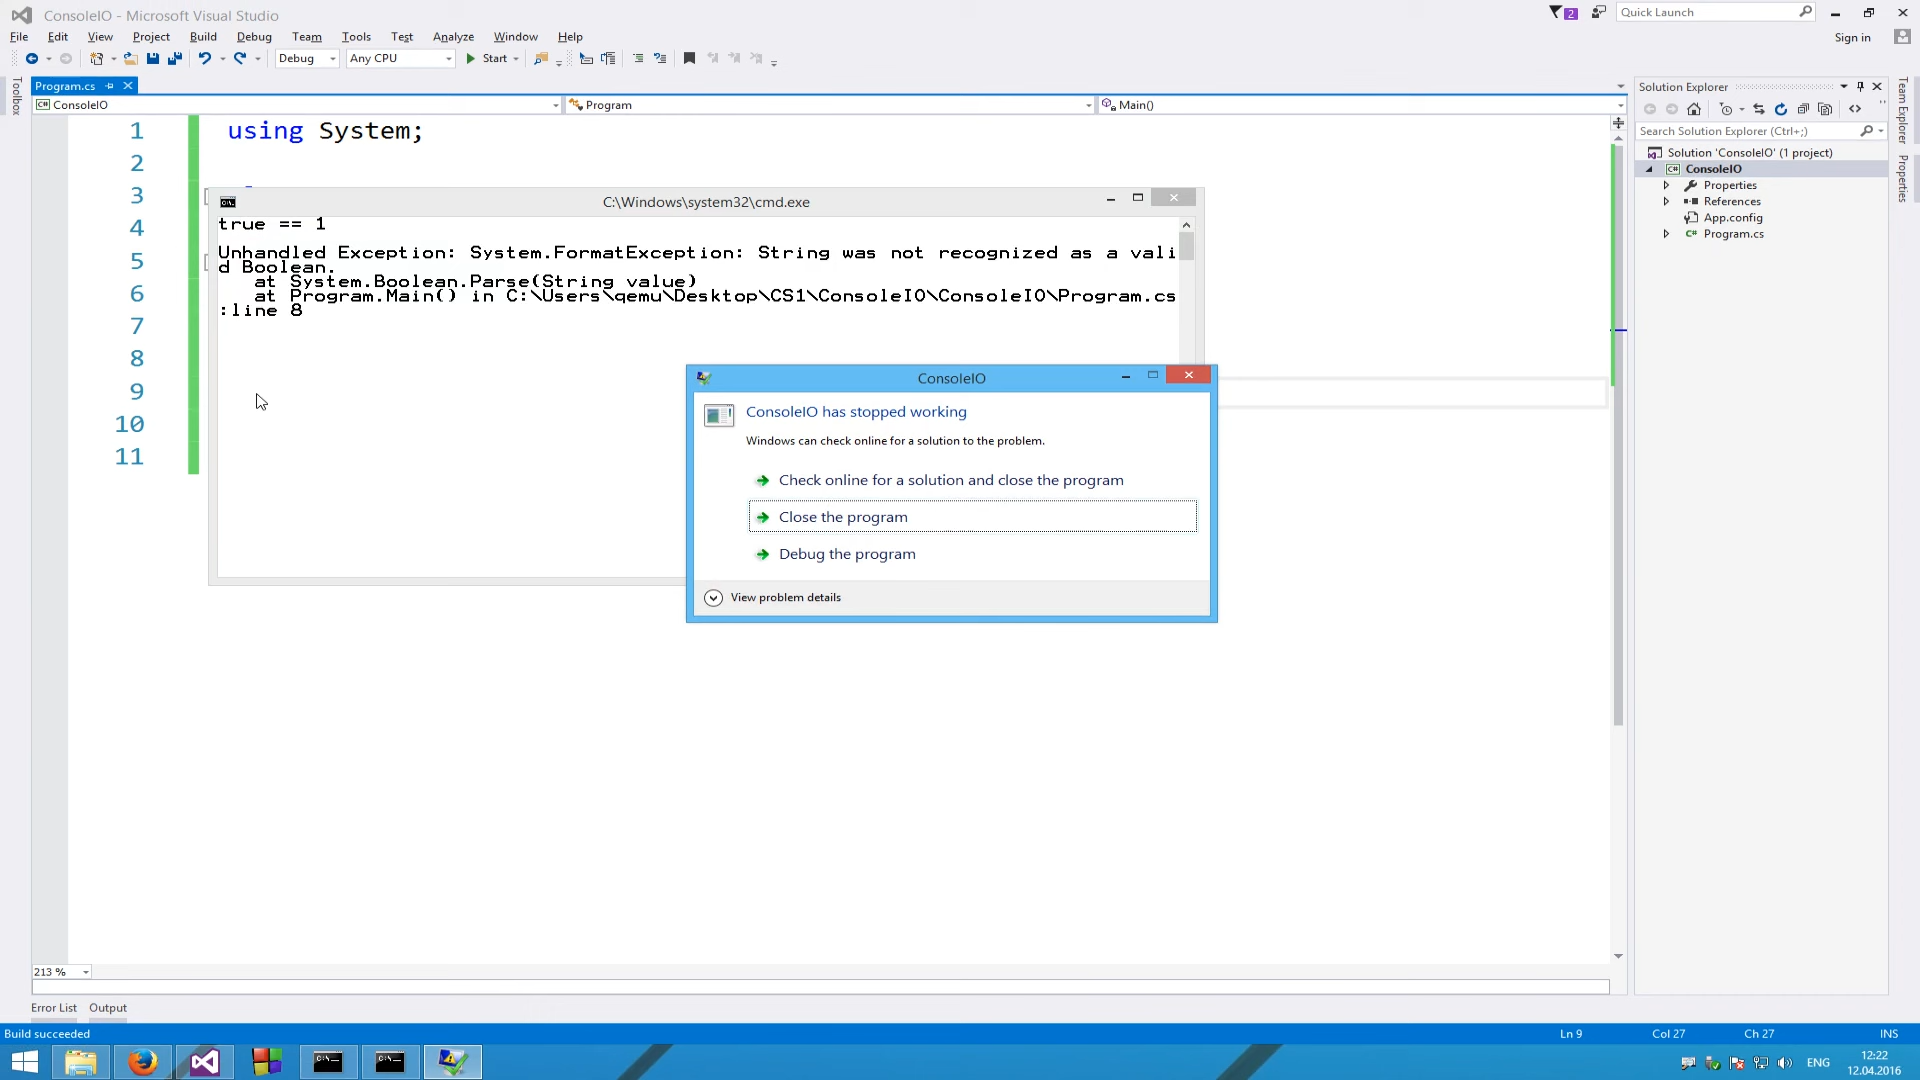 ConsoleIO - Microsoft Visual Studio
2
Quick Launch
File Edit View Project Build Debug Team Tools Test Analyze Window Help
Sign in
Debug Any CPU Start
Toolbox
Program.cs
ConsoleIO Program Main()
1 using System;
2
3
4
5
6
7
8
9
10
11
C:\Windows\system32\cmd.exe
true == 1
Unhandled Exception: System.FormatException: String was not recognized as a vali
d Boolean.
at System.Boolean.Parse(String value)
at Program.Main() in C:\Users\qemu\Desktop\CS1\ConsoleIO\ConsoleIO\Program.cs
:line 8
ConsoleIO
ConsoleIO has stopped working
Windows can check online for a solution to the problem.
Check online for a solution and close the program
Close the program
Debug the program
View problem details
Solution Explorer
Search Solution Explorer (Ctrl+;)
Solution 'ConsoleIO' (1 project)
C# ConsoleIO
Properties
References
App.config
C# Program.cs
Team Explorer
Properties
213 %
Error List Output
Build succeeded
Ln 9 Col 27 Ch 27 INS
ENG
12:22
12.04.2016